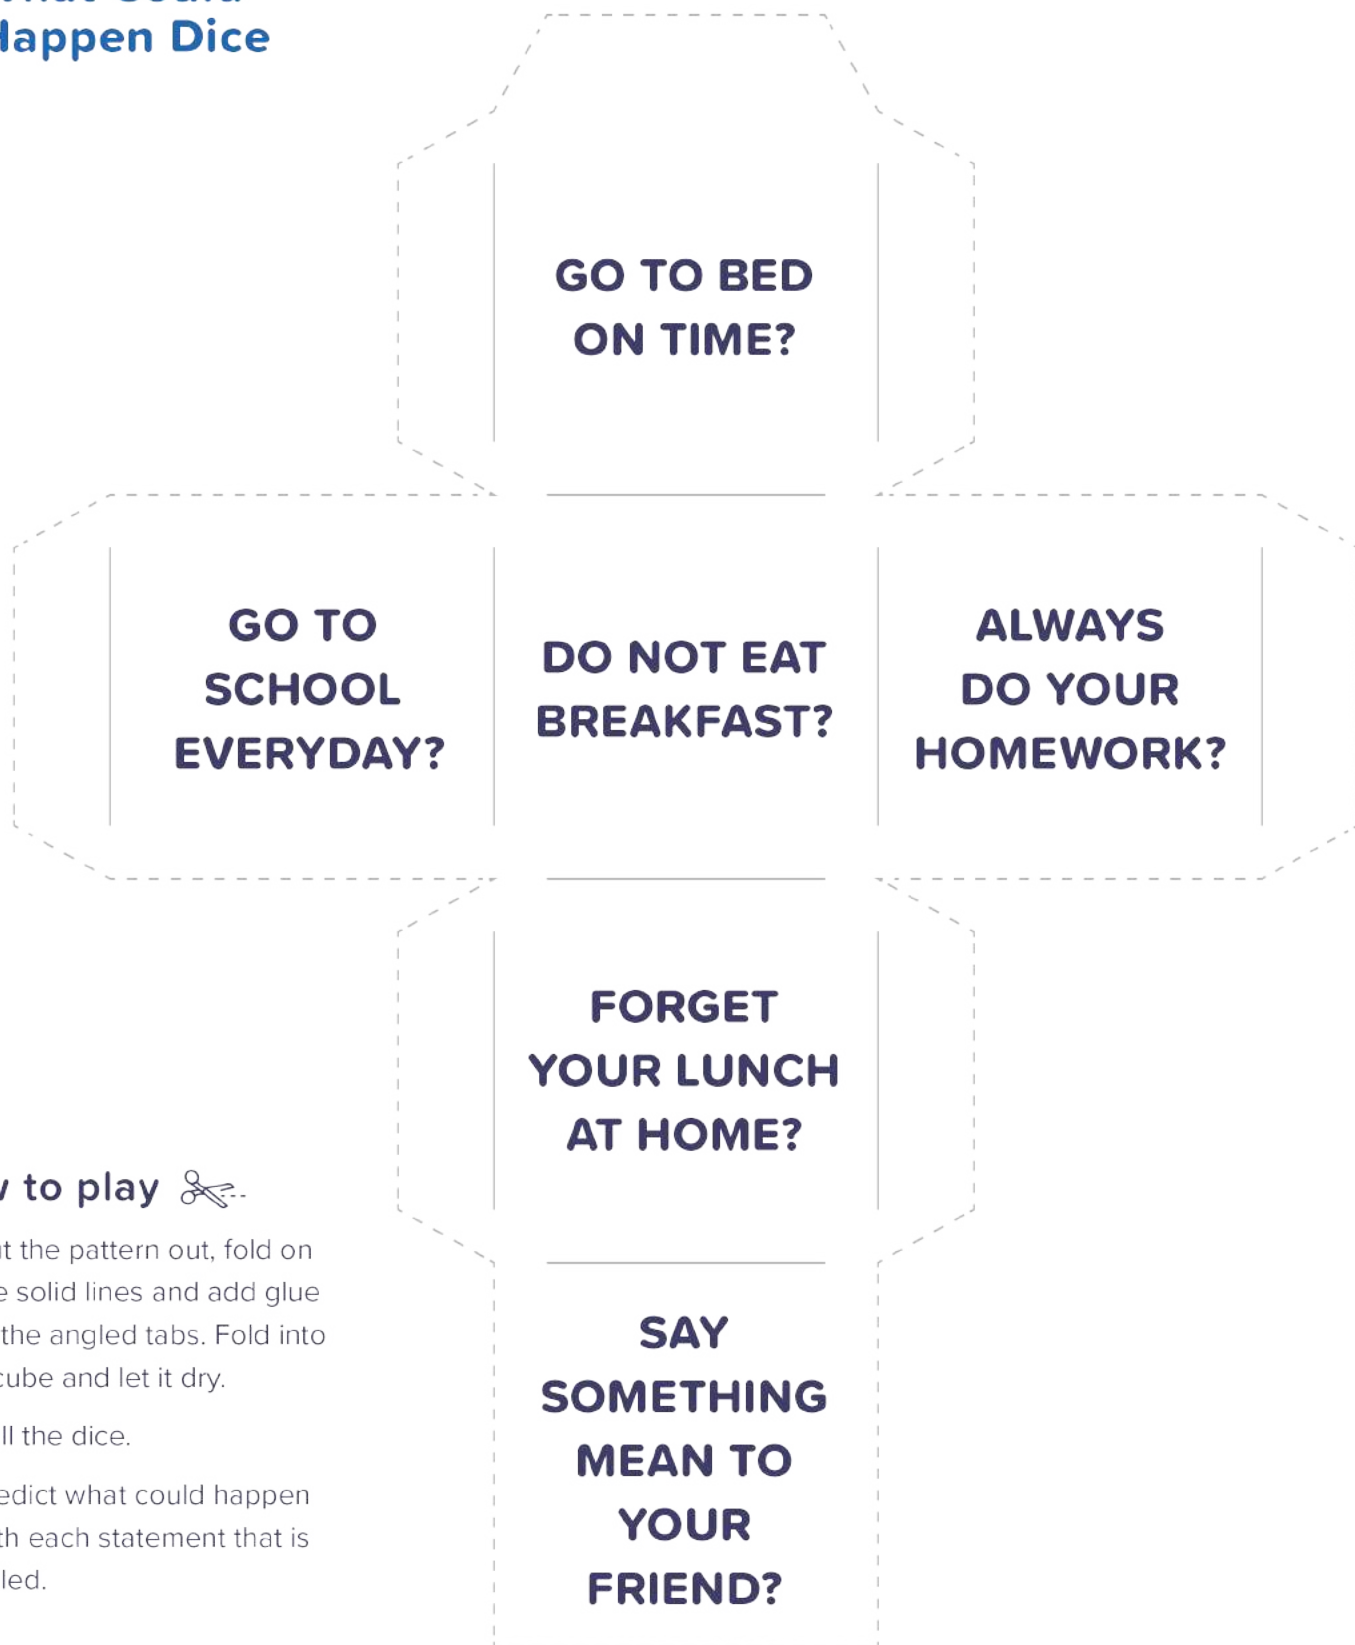 Happen Dice
GO TO BED
ON TIME?
GO TO
SCHOOL
EVERYDAY?
DO NOT EAT
BREAKFAST?
ALWAYS
DO YOUR
HOMEWORK?
FORGET
YOUR LUNCH
AT HOME?
SAY
SOMETHING
MEAN TO
YOUR
FRIEND?
to play
the pattern out, fold on
solid lines and add glue
the angled tabs. Fold into
cube and let it dry.
the dice.
edict what could happen
th each statement that is
led.